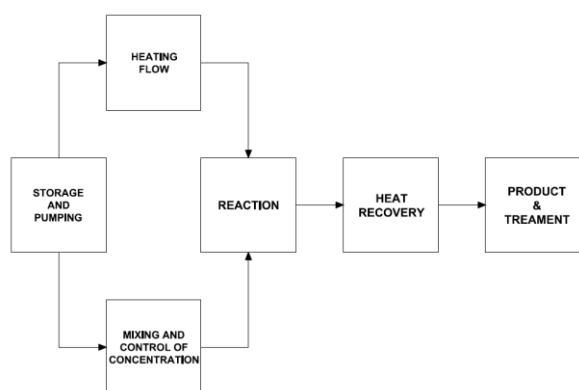 HEATING
FLOW
STORAGE
AND
PUMPING
REACTION
HEAT
RECOVERY
PRODUCT
&
TREAMENT
MIXING AND
CONTROL OF
CONCENTRATION